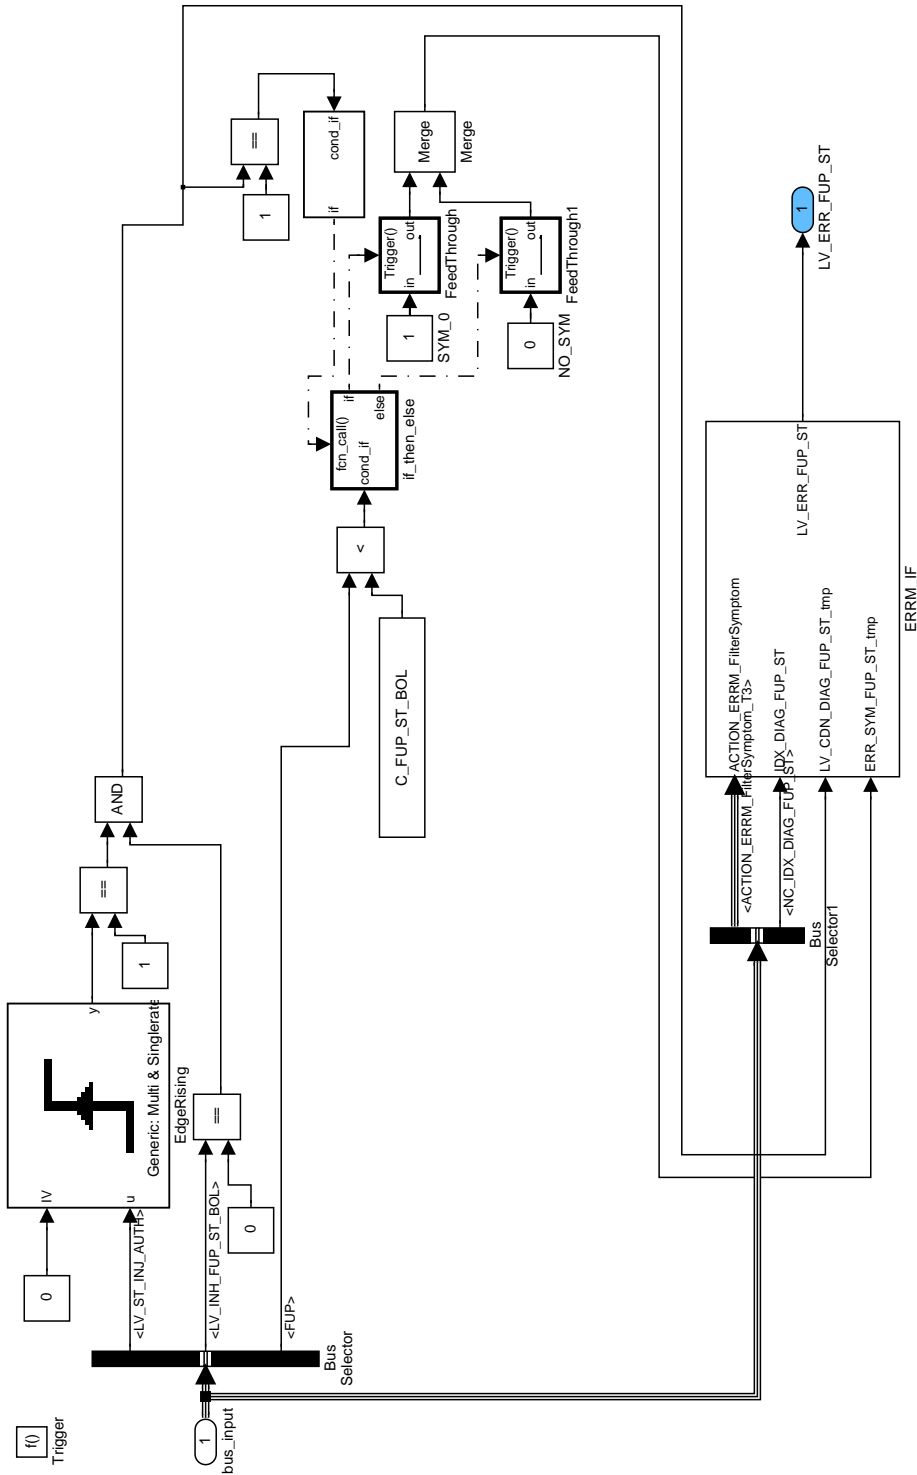 f()
Trigger
1
bus_input
Bus
Selector
<LV_ST_INJ_AUTH>
<LV_INH_FUP_ST_BOL>
<FUP>
0
IV
u
y
Generic: Multi & Singlerate
EdgeRising
0
==
1
==
AND
C_FUP_ST_BOL
<
fcn_call()
cond_if
if
else
if_then_else
1
==
cond_if
if
1
SYM_0
Trigger()
in
out
FeedThrough
0
NO_SYM
Trigger()
in
out
FeedThrough1
Merge
Merge
Bus
Selector1
<ACTION_ERRM_FilterSymptom_T3>
<NC_IDX_DIAG_FUP_ST>
ACTION_ERRM_FilterSymptom
IDX_DIAG_FUP_ST
LV_CDN_DIAG_FUP_ST_tmp
ERR_SYM_FUP_ST_tmp
LV_ERR_FUP_ST
ERRM_IF
1
LV_ERR_FUP_ST